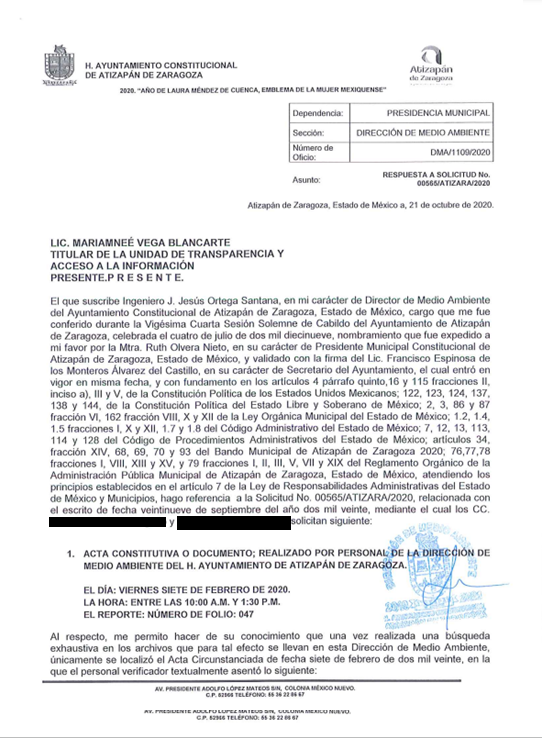 H. AYUNTAMIENTO CONSTITUCIONAL
DE ATIZAPÁN DE ZARAGOZA
Atizapán
de Zaragoza
2020. “AÑO DE LAURA MÉNDEZ DE CUENCA, EMBLEMA DE LA MUJER MEXIQUENSE”
Dependencia: PRESIDENCIA MUNICIPAL
Sección: DIRECCIÓN DE MEDIO AMBIENTE
Número de
Oficio: DMA/1109/2020
Asunto: RESPUESTA A SOLICITUD No.
00565/ATIZARA/2020
Atizapán de Zaragoza, Estado de México a, 21 de octubre de 2020.
LIC. MARIAMNEÉ VEGA BLANCARTE
TITULAR DE LA UNIDAD DE TRANSPARENCIA Y
ACCESO A LA INFORMACIÓN
PRESENTE.P R E S E N T E.
El que suscribe Ingeniero J. Jesús Ortega Santana, en mi carácter de Director de Medio Ambiente
del Ayuntamiento Constitucional de Atizapán de Zaragoza, Estado de México, cargo que me fue
conferido durante la Vigésima Cuarta Sesión Solemne de Cabildo del Ayuntamiento de Atizapán
de Zaragoza, celebrada el cuatro de julio de dos mil diecinueve, nombramiento que fue expedido a
mi favor por la Mtra. Ruth Olvera Nieto, en su carácter de Presidente Municipal Constitucional de
Atizapán de Zaragoza, Estado de México, y validado con la firma del Lic. Francisco Espinosa de
los Monteros Álvarez del Castillo, en su carácter de Secretario del Ayuntamiento, el cual entró en
vigor en misma fecha, y con fundamento en los artículos 4 párrafo quinto,16 y 115 fracciones II,
inciso a), III y V, de la Constitución Política de los Estados Unidos Mexicanos; 122, 123, 124, 137,
138 y 144, de la Constitución Política del Estado Libre y Soberano de México; 2, 3, 86 y 87
fracción VI, 162 fracción VIII, X y XII de la Ley Orgánica Municipal del Estado de México; 1.2, 1.4,
1.5 fracciones I, X y XII, 1.7 y 1.8 del Código Administrativo del Estado de México; 7, 12, 13, 113,
114 y 128 del Código de Procedimientos Administrativos del Estado de México; artículos 34,
fracción XIV, 68, 69, 70 y 93 del Bando Municipal de Atizapán de Zaragoza 2020; 76,77,78
fracciones I, VIII, XIII y XV, y 79 fracciones I, II, III, V, VII y XIX del Reglamento Orgánico de la
Administración Pública Municipal de Atizapán de Zaragoza, Estado de México, atendiendo los
principios establecidos en el artículo 7 de la Ley de Responsabilidades Administrativas del Estado
de México y Municipios, hago referencia a la Solicitud No. 00565/ATIZARA/2020, relacionada con
el escrito de fecha veintinueve de septiembre del año dos mil veinte, mediante el cual los CC.
y solicitan siguiente:
1. ACTA CONSTITUTIVA O DOCUMENTO; REALIZADO POR PERSONAL DE LA DIRECCIÓN DE
MEDIO AMBIENTE DEL H. AYUNTAMIENTO DE ATIZAPÁN DE ZARAGOZA.
EL DÍA: VIERNES SIETE DE FEBRERO DE 2020.
LA HORA: ENTRE LAS 10:00 A.M. Y 1:30 P.M.
EL REPORTE: NÚMERO DE FOLIO: 047
Al respecto, me permito hacer de su conocimiento que una vez realizada una búsqueda
exhaustiva en los archivos que para tal efecto se llevan en esta Dirección de Medio Ambiente,
únicamente se localizó el Acta Circunstanciada de fecha siete de febrero de dos mil veinte, en la
que el personal verificador textualmente asentó lo siguiente:
AV. PRESIDENTE ADOLFO LÓPEZ MATEOS S/N, COLONIA MÉXICO NUEVO.
C.P. 52966 TELÉFONO: 55 36 22 86 67
AV. PRESIDENTE ADOLFO LÓPEZ MATEOS S/N, COLONIA MÉXICO NUEVO.
C.P. 52966 TELÉFONO: 55 36 22 86 67